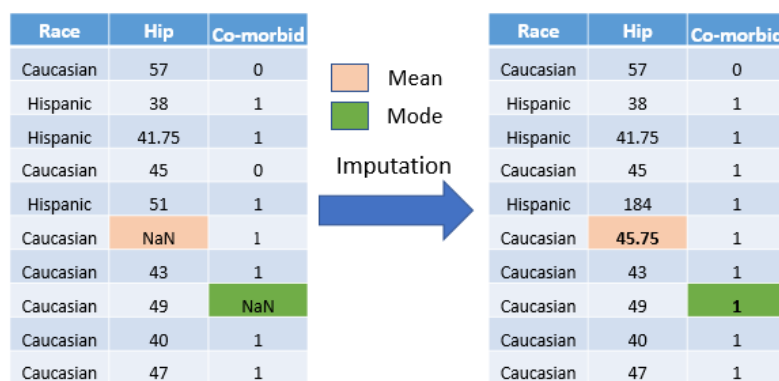 Race Hip Co-morbid
Caucasian 57 0
Hispanic 38 1
Hispanic 41.75 1
Caucasian 45 0
Hispanic 51 1
Caucasian NaN 1
Caucasian 43 1
Caucasian 49 NaN
Caucasian 40 1
Caucasian 47 1
Mean
Mode
Imputation
Race Hip Co-morbid
Caucasian 57 0
Hispanic 38 1
Hispanic 41.75 1
Caucasian 45 1
Hispanic 184 1
Caucasian 45.75 1
Caucasian 43 1
Caucasian 49 1
Caucasian 40 1
Caucasian 47 1